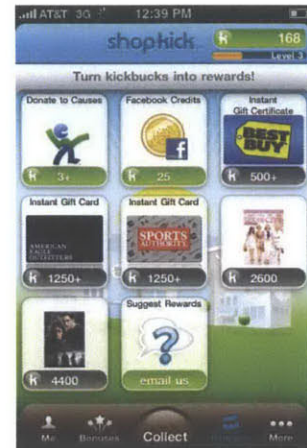 AT&T 3G 12:39 PM
shopkick k 168
Level 3
Turn kickbucks into rewards!
Donate to Causes
k 3+
Facebook Credits
f
k 25
Instant
Gift Certificate
BEST
BUY
k 500+
Instant Gift Card
AMERICAN
EAGLE
OUTFITTERS
k 1250+
Instant Gift Card
SPORTS
AUTHORITY
k 1250+
k 2600
k 4400
Suggest Rewards
?
email us
Me Bonuses Collect More